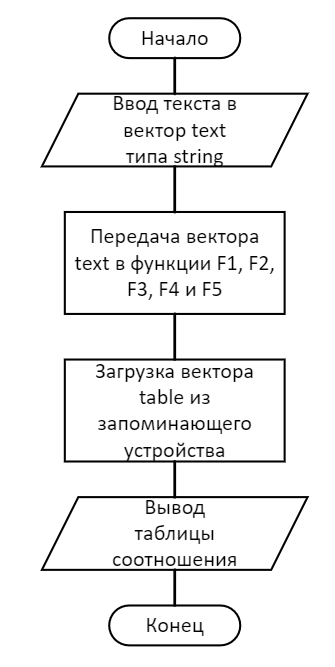 Начало
Ввод текста в
вектор text
типа string
Передача вектора
text в функции F1, F2,
F3, F4 и F5
Загрузка вектора
table из
запоминающего
устройства
Вывод
таблицы
соотношения
Конец